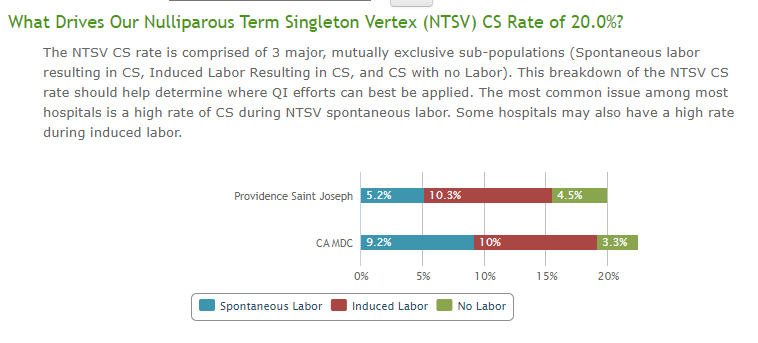 What Drives Our Nulliparous Term Singleton Vertex (NTSV) CS Rate of 20.0%?
The NTSV CS rate is comprised of 3 major, mutually exclusive sub-populations (Spontaneous labor
resulting in CS, Induced Labor Resulting in CS, and CS with no Labor). This breakdown of the NTSV CS
rate should help determine where QI efforts can best be applied. The most common issue among most
hospitals is a high rate of CS during NTSV spontaneous labor. Some hospitals may also have a high rate
during induced labor.
Providence Saint Joseph 5.2% 10.3% 4.5%
CA MDC 9.2% 10% 3.3%
0% 5% 10% 15% 20%
Spontaneous Labor Induced Labor No Labor